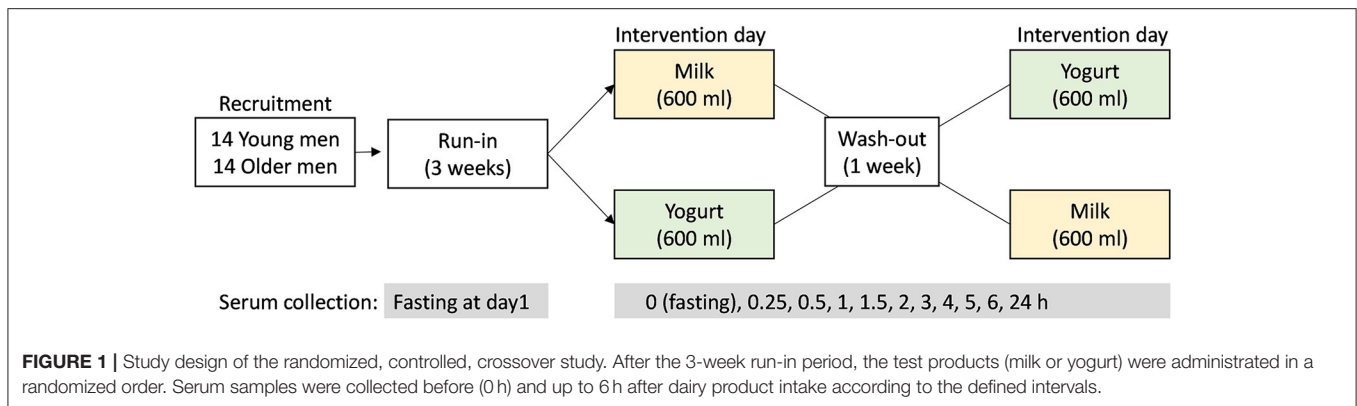 Intervention day
Intervention day
Milk
(600 ml)
Yogurt
(600 ml)
Recruitment
14 Young men
14 Older men
Run-in
(3 weeks)
Wash-out
(1 week)
Yogurt
(600 ml)
Milk
(600 ml)
Serum collection:
Fasting at day1
0 (fasting), 0.25, 0.5, 1, 1.5, 2, 3, 4, 5, 6, 24 h
FIGURE 1 | Study design of the randomized, controlled, crossover study. After the 3-week run-in period, the test products (milk or yogurt) were administrated in a
randomized order. Serum samples were collected before (0 h) and up to 6 h after dairy product intake according to the defined intervals.